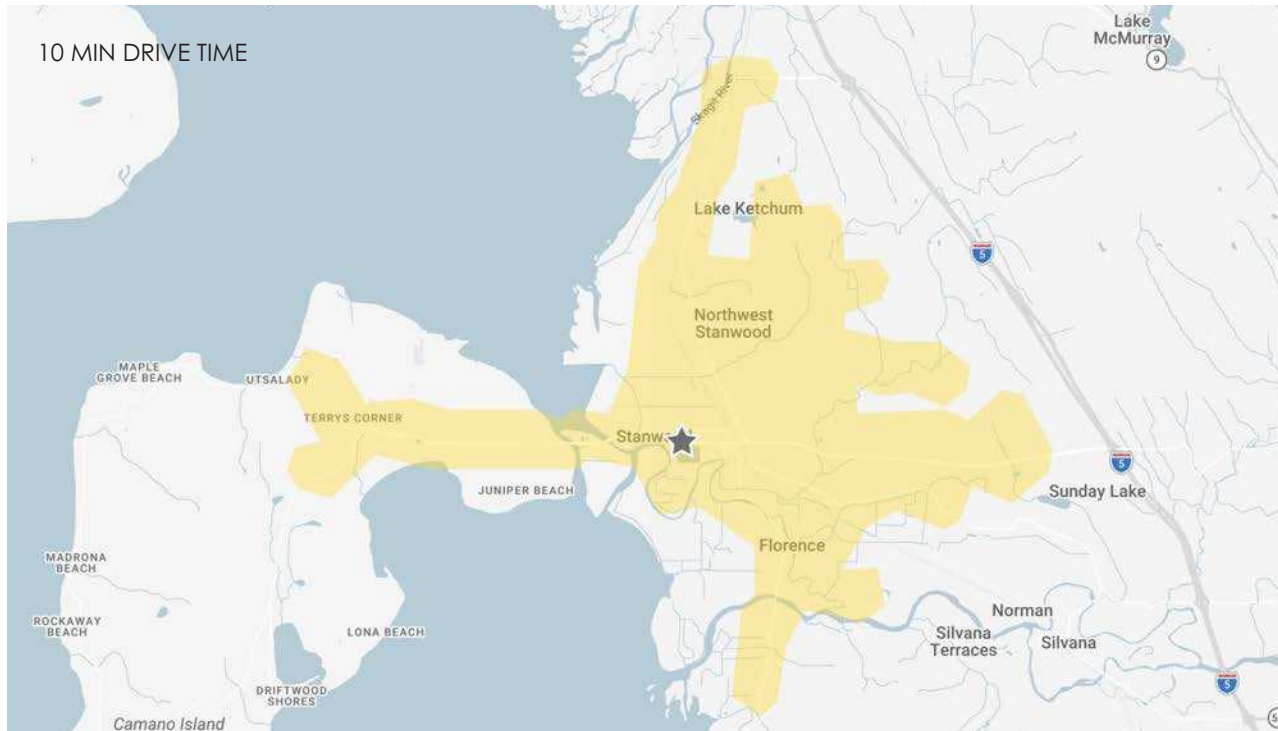 10 MIN DRIVE TIME
Lake
McMurray
9
Skagit River
Lake Ketchum
5
Northwest
Stanwood
MAPLE
GROVE BEACH
UTSALADY
TERRYS CORNER
Stanwood
5
JUNIPER BEACH
Sunday Lake
Florence
MADRONA
BEACH
ROCKAWAY
BEACH
LONA BEACH
Norman
Silvana
Terraces
Silvana
5
DRIFTWOOD
SHORES
Camano Island